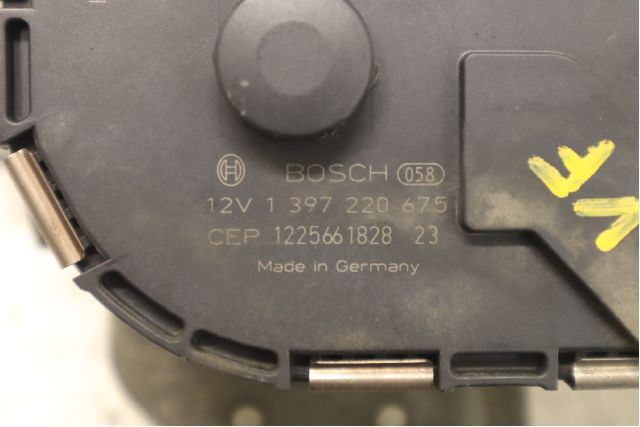 BOSCH 058
12V 1 397 220 675
CEP 1225661828 23
Made in Germany